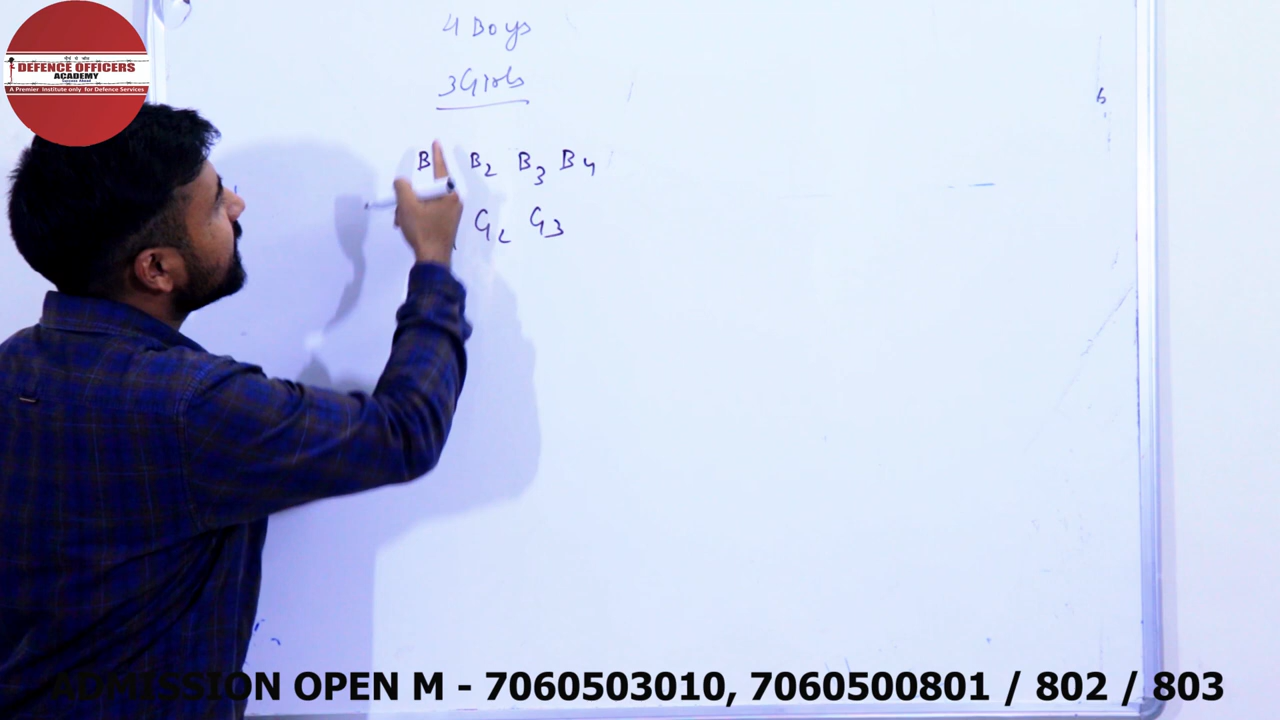 DEFENCE OFFICERS
ACADEMY
A Premier Institute only for Defence Services
4 Boys
3 Girls
B B2 B3 B4
G2 G3
ADMISSION OPEN M - 7060503010, 7060500801 / 802 / 803